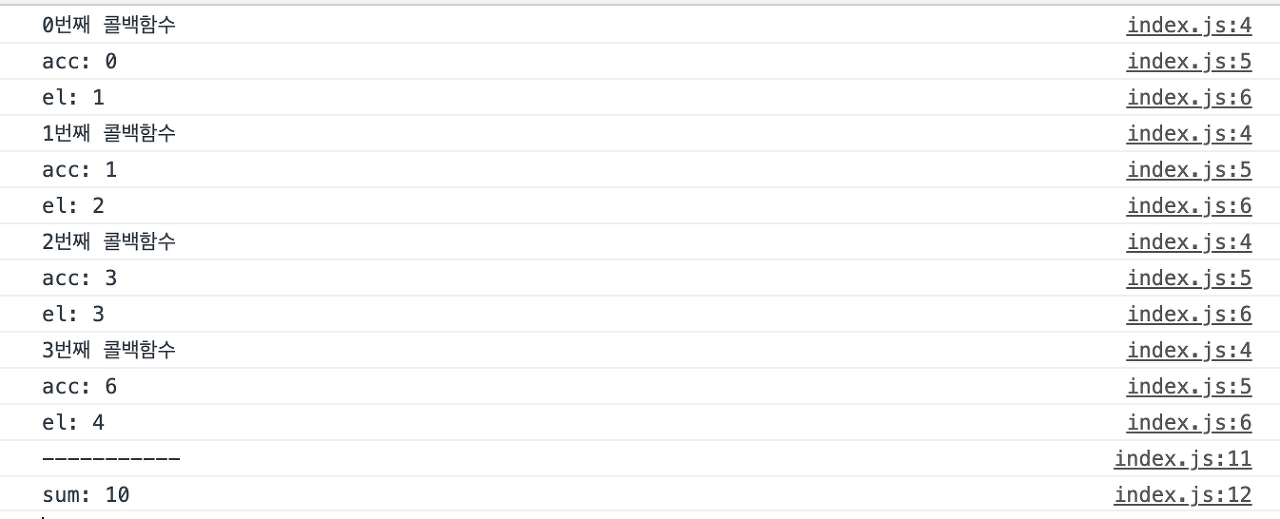 0번째 콜백함수 index.js:4
acc: 0 index.js:5
el: 1 index.js:6
1번째 콜백함수 index.js:4
acc: 1 index.js:5
el: 2 index.js:6
2번째 콜백함수 index.js:4
acc: 3 index.js:5
el: 3 index.js:6
3번째 콜백함수 index.js:4
acc: 6 index.js:5
el: 4 index.js:6
----------- index.js:11
sum: 10 index.js:12